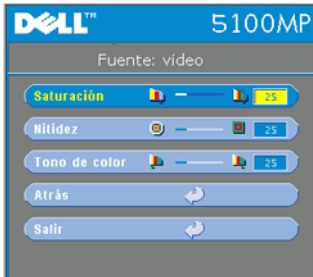 DELL™ 5100MP
Fuente: vídeo
Saturación 25
Nitidez 25
Tono de color 25
Atrás
Salir